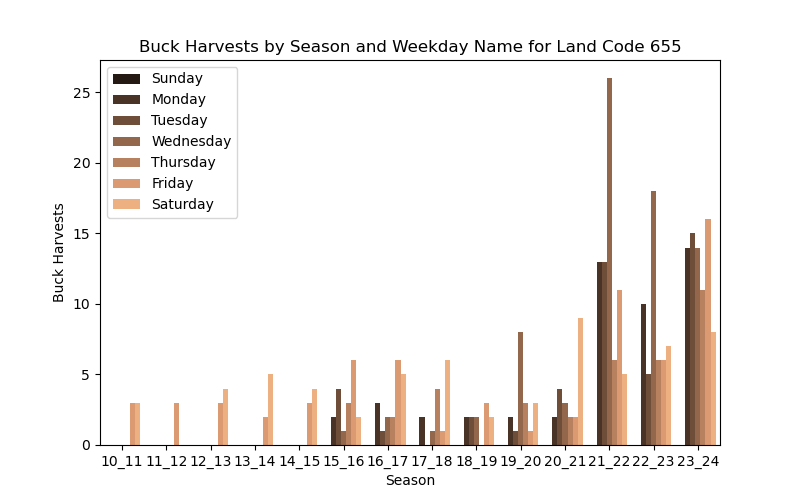 Buck Harvests by Season and Weekday Name for Land Code 655
Sunday
Monday
Tuesday
Wednesday
Thursday
Friday
Saturday
25
20
15
10
5
0
Buck Harvests
10_11 11_12 12_13 13_14 14_15 15_16 16_17 17_18 18_19 19_20 20_21 21_22 22_23 23_24
Season